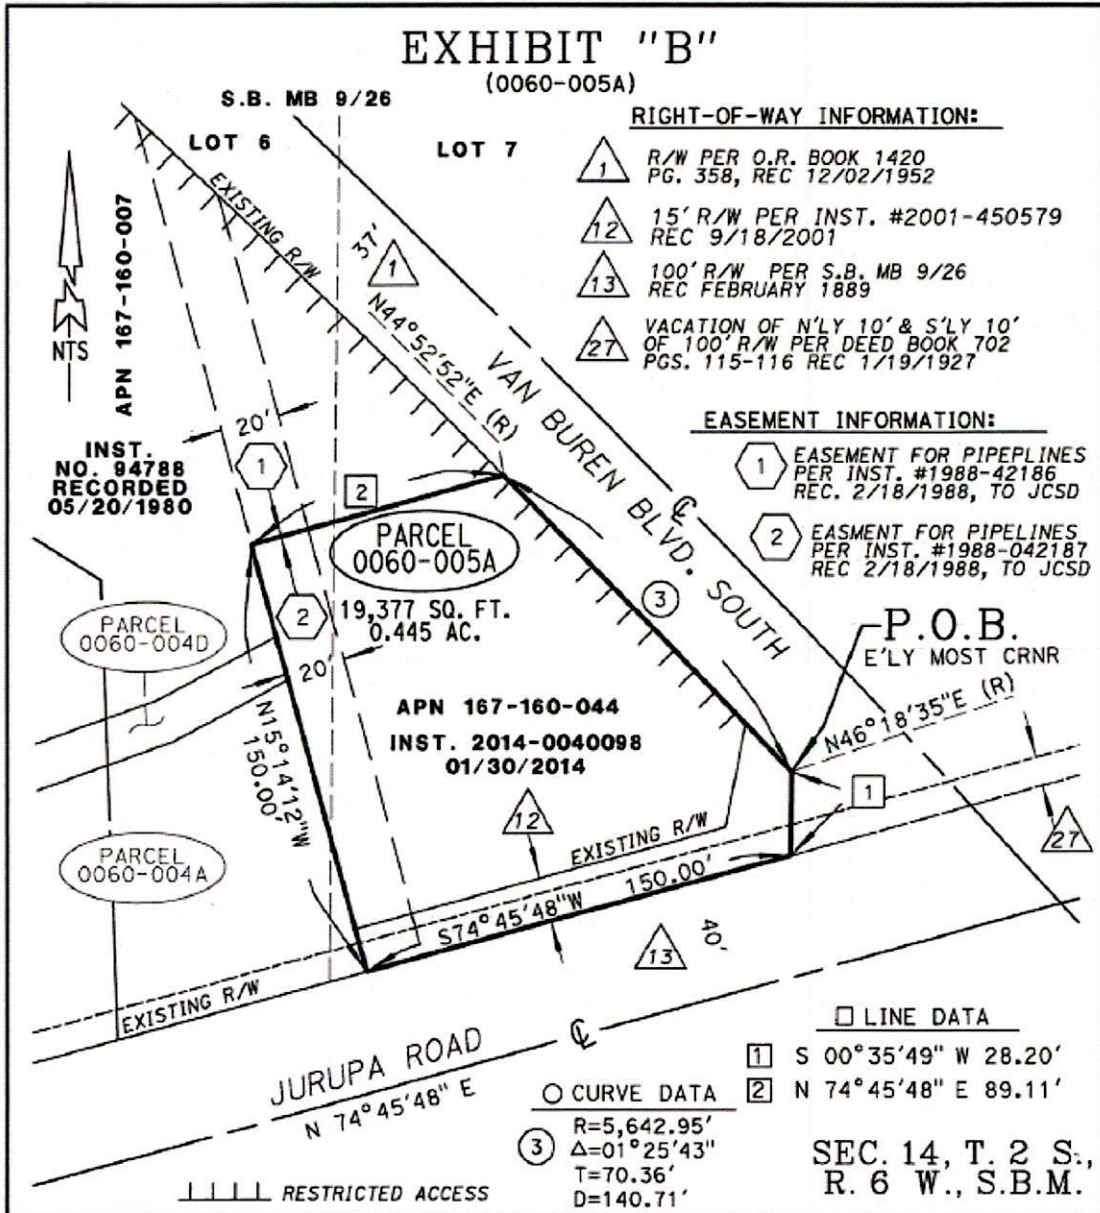 EXHIBIT "B"
(0060-005A)
S.B. MB 9/26
LOT 6
LOT 7
RIGHT-OF-WAY INFORMATION:
1
R/W PER O.R. BOOK 1420
PG. 358, REC 12/02/1952
12
15' R/W PER INST. #2001-450579
REC 9/18/2001
13
100' R/W PER S.B. MB 9/26
REC FEBRUARY 1889
27
VACATION OF N'LY 10' & S'LY 10'
OF 100' R/W PER DEED BOOK 702
PGS. 115-116 REC 1/19/1927
EASEMENT INFORMATION:
1
EASEMENT FOR PIPEPLINES
PER INST. #1988-42186
REC. 2/18/1988, TO JCSD
2
EASMENT FOR PIPELINES
PER INST. #1988-042187
REC 2/18/1988, TO JCSD
NTS
APN 167-160-007
EXISTING R/W
37'
1
N44°52'52"E (R)
VAN BUREN BLVD. SOUTH
℄
INST.
NO. 94788
RECORDED
05/20/1980
20'
1
2
PARCEL
0060-005A
19,377 SQ. FT.
0.445 AC.
2
20'
3
P.O.B.
E'LY MOST CRNR
N46°18'35"E (R)
PARCEL
0060-004D
N15°14'12"W
150.00'
APN 167-160-044
INST. 2014-0040098
01/30/2014
1
12
EXISTING R/W
27
PARCEL
0060-004A
S74°45'48"W 150.00'
40'
13
EXISTING R/W
JURUPA ROAD
℄
N 74°45'48" E
□ LINE DATA
1 S 00°35'49" W 28.20'
2 N 74°45'48" E 89.11'
○ CURVE DATA
3
R=5,642.95'
Δ=01°25'43"
T=70.36'
D=140.71'
SEC. 14, T. 2 S.,
R. 6 W., S.B.M.
RESTRICTED ACCESS